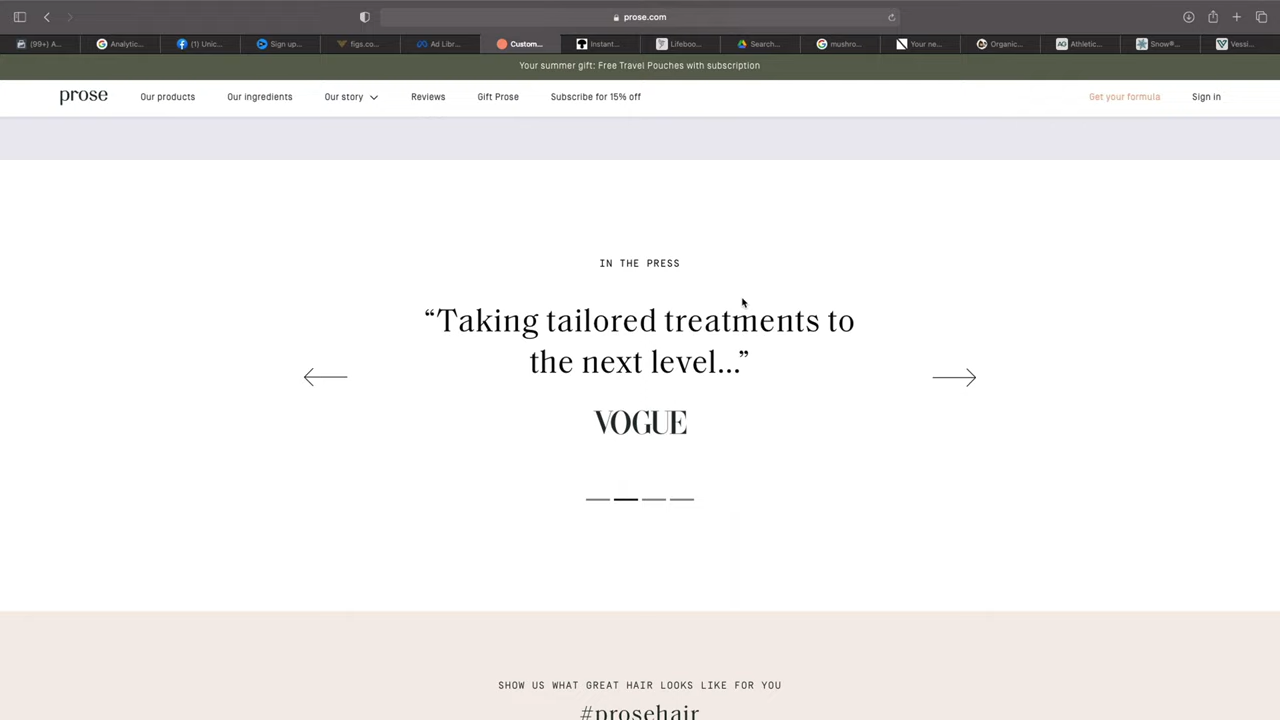 prose.com
(99+) A...
Analytic...
(1) Unic...
Sign up...
figs.co...
Ad Libr...
Custom...
Instant...
Lifeboo...
Search...
mushro...
Your ne...
Organic...
Athletic...
Snow®...
Vessi...
Your summer gift: Free Travel Pouches with subscription
prose
Our products
Our ingredients
Our story
Reviews
Gift Prose
Subscribe for 15% off
Get your formula
Sign in
IN THE PRESS
“Taking tailored treatments to
the next level...”
VOGUE
SHOW US WHAT GREAT HAIR LOOKS LIKE FOR YOU
#prosehair